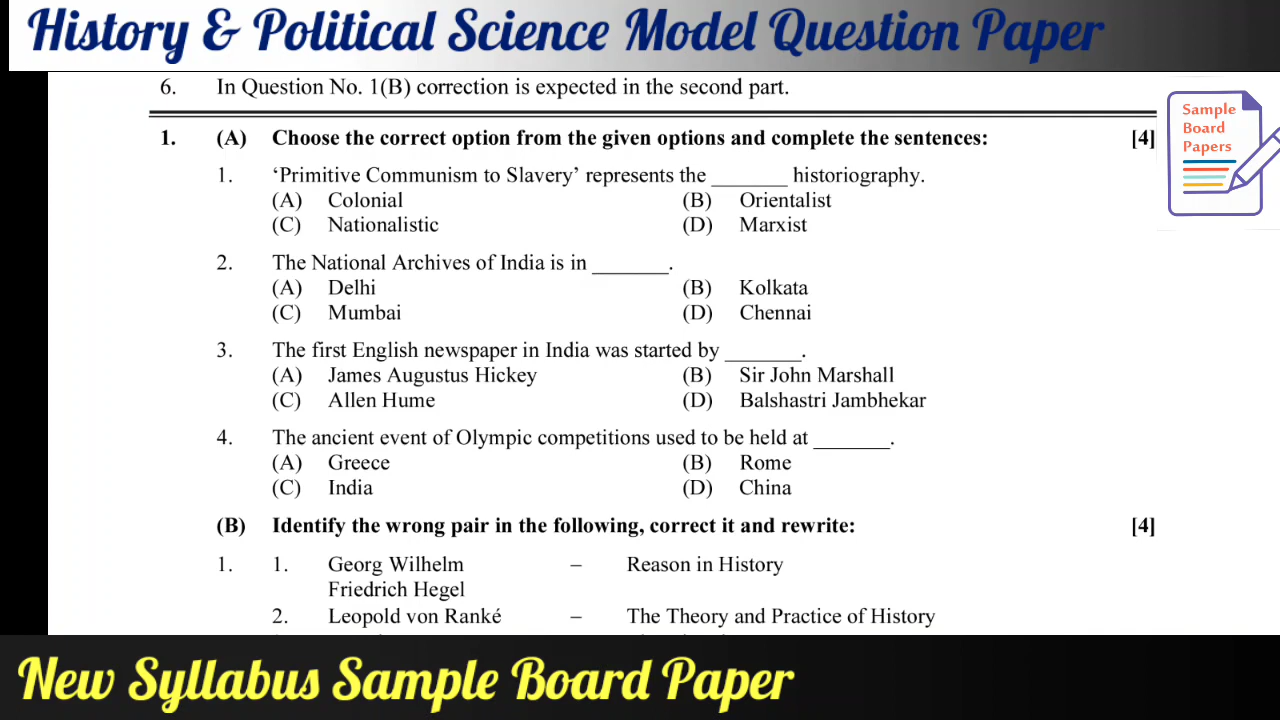 History & Political Science Model Question Paper
6. In Question No. 1(B) correction is expected in the second part.
Sample
Board
Papers
1. (A) Choose the correct option from the given options and complete the sentences: [4]
1. ‘Primitive Communism to Slavery’ represents the _______ historiography.
(A) Colonial (B) Orientalist
(C) Nationalistic (D) Marxist
2. The National Archives of India is in _______.
(A) Delhi (B) Kolkata
(C) Mumbai (D) Chennai
3. The first English newspaper in India was started by _______.
(A) James Augustus Hickey (B) Sir John Marshall
(C) Allen Hume (D) Balshastri Jambhekar
4. The ancient event of Olympic competitions used to be held at _______.
(A) Greece (B) Rome
(C) India (D) China
(B) Identify the wrong pair in the following, correct it and rewrite: [4]
1. 1. Georg Wilhelm – Reason in History
Friedrich Hegel
2. Leopold von Ranké – The Theory and Practice of History
New Syllabus Sample Board Paper